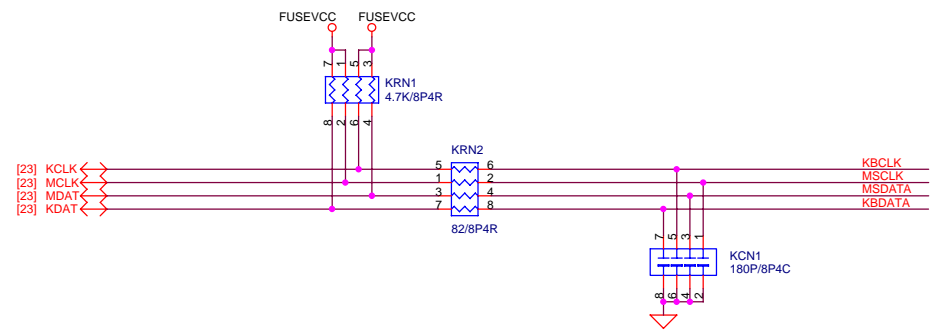 FUSEVCC FUSEVCC
7 1 5 3
KRN1
4.7K/8P4R
8 2 6 4
KRN2
[23] KCLK 5 6 KBCLK
[23] MCLK 1 2 MSCLK
[23] MDAT 3 4 MSDATA
[23] KDAT 7 8 KBDATA
82/8P4R
7 5 3 1
KCN1
180P/8P4C
8 6 4 2